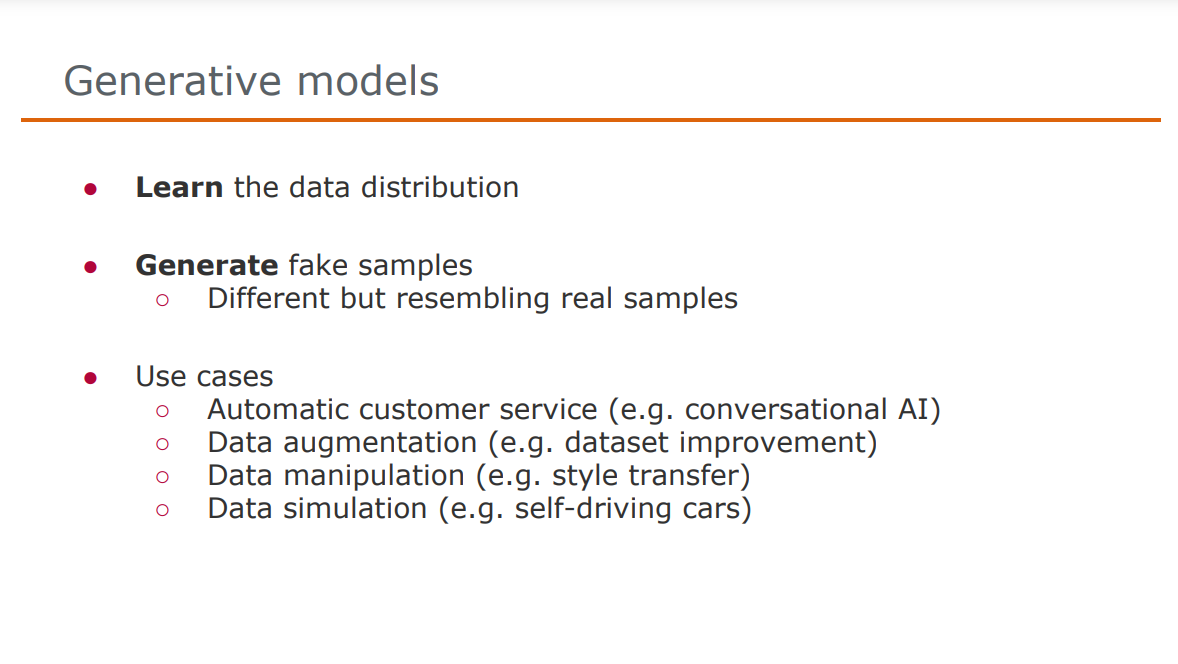 Generative models
● Learn the data distribution
● Generate fake samples
○ Different but resembling real samples
● Use cases
○ Automatic customer service (e.g. conversational AI)
○ Data augmentation (e.g. dataset improvement)
○ Data manipulation (e.g. style transfer)
○ Data simulation (e.g. self-driving cars)